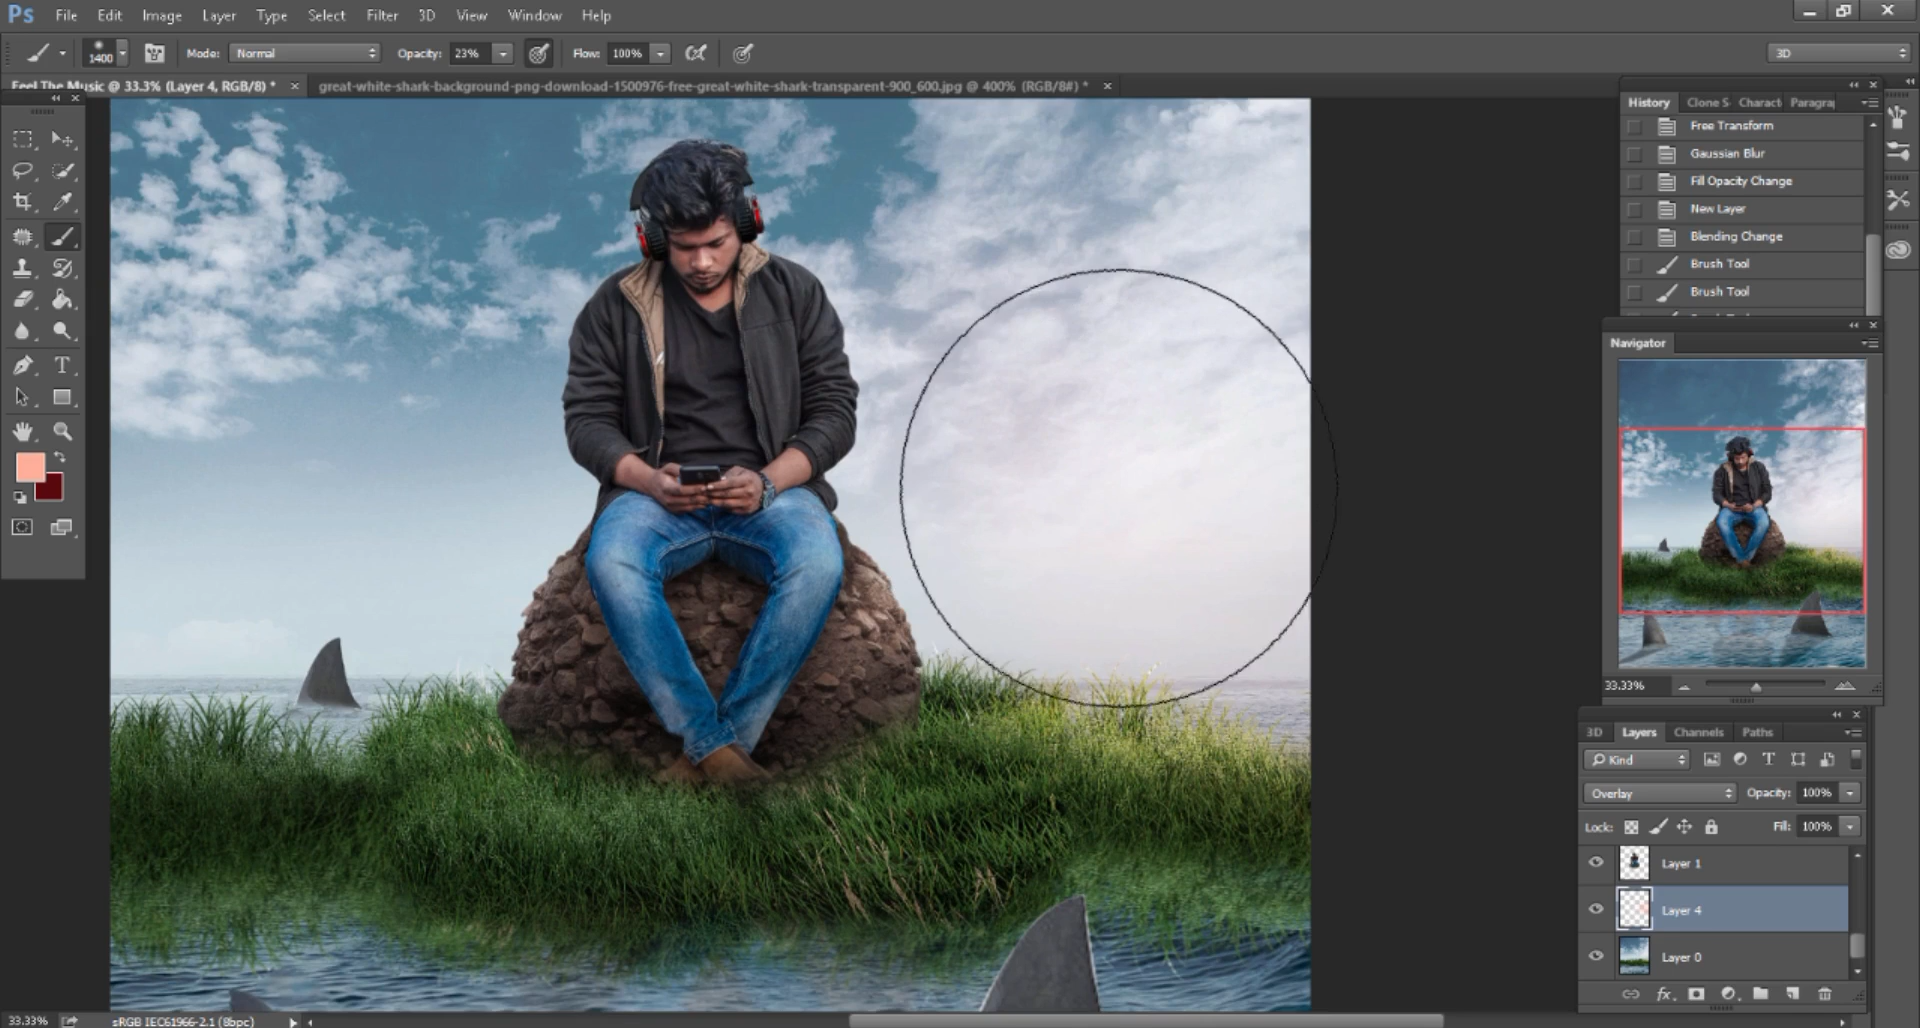 Ps File Edit Image Layer Type Select Filter 3D View Window Help
1400 Mode: Normal Opacity: 23% Flow: 100% 3D
Feel The Music @ 33.3% (Layer 4, RGB/8) * × great-white-shark-background-png-download-1500976-free-great-white-shark-transparent-900_600.jpg @ 400% (RGB/8#) * ×
History Clone S Charact Paragra
Free Transform
Gaussian Blur
Fill Opacity Change
New Layer
Blending Change
Brush Tool
Brush Tool
Navigator
33.33%
3D Layers Channels Paths
Kind
Overlay Opacity: 100%
Lock: Fill: 100%
Layer 1
Layer 4
Layer 0
33.33% sRGB IEC61966-2.1 (8bpc)